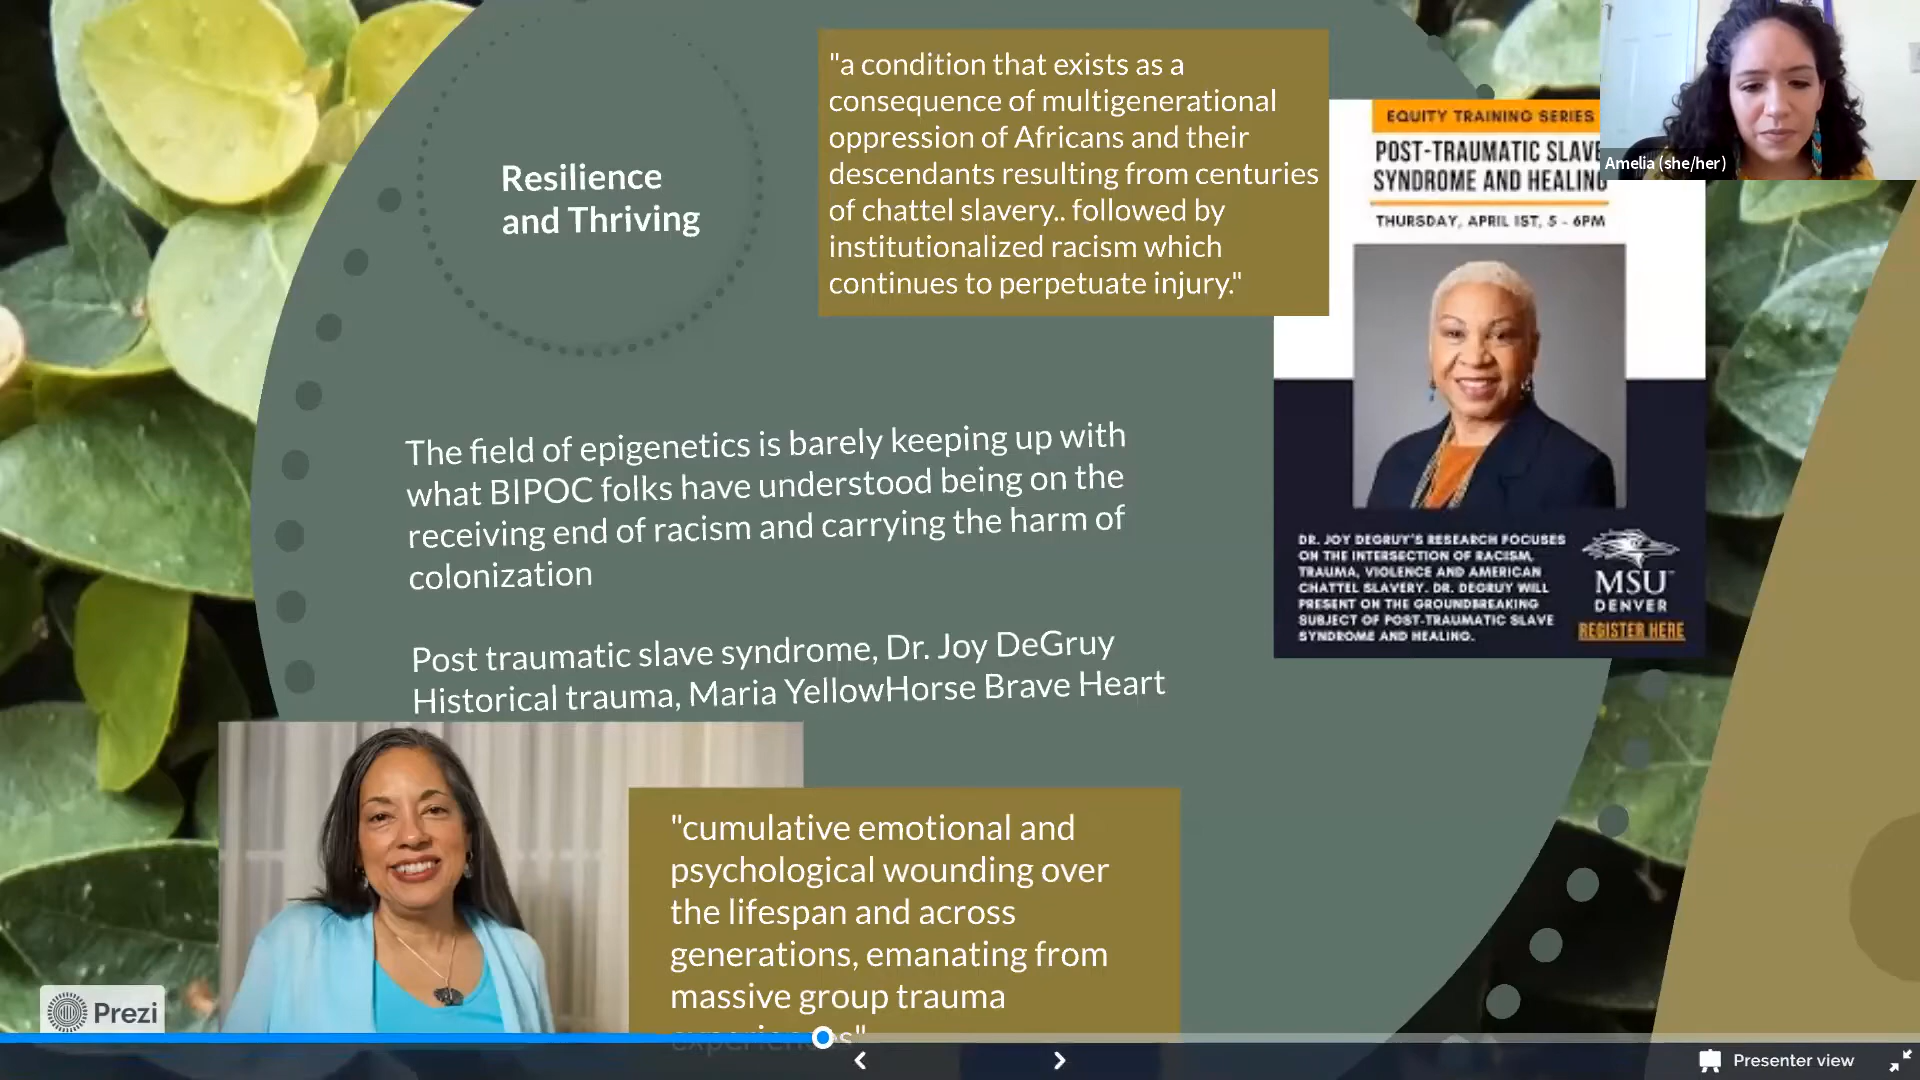 Resilience
and Thriving
"a condition that exists as a
consequence of multigenerational
oppression of Africans and their
descendants resulting from centuries
of chattel slavery.. followed by
institutionalized racism which
continues to perpetuate injury."
EQUITY TRAINING SERIES
POST-TRAUMATIC SLAVE
SYNDROME AND HEALING
THURSDAY, APRIL 1ST, 5 - 6PM
Amelia (she/her)
The field of epigenetics is barely keeping up with
what BIPOC folks have understood being on the
receiving end of racism and carrying the harm of
colonization
Post traumatic slave syndrome, Dr. Joy DeGruy
Historical trauma, Maria YellowHorse Brave Heart
DR. JOY DEGRUY'S RESEARCH FOCUSES
ON THE INTERSECTION OF RACISM,
TRAUMA, VIOLENCE AND AMERICAN
CHATTEL SLAVERY. DR. DEGRUY WILL
PRESENT ON THE GROUNDBREAKING
SUBJECT OF POST-TRAUMATIC SLAVE
SYNDROME AND HEALING.
MSU
DENVER
REGISTER HERE
"cumulative emotional and
psychological wounding over
the lifespan and across
generations, emanating from
massive group trauma
experiences"
Prezi
Presenter view